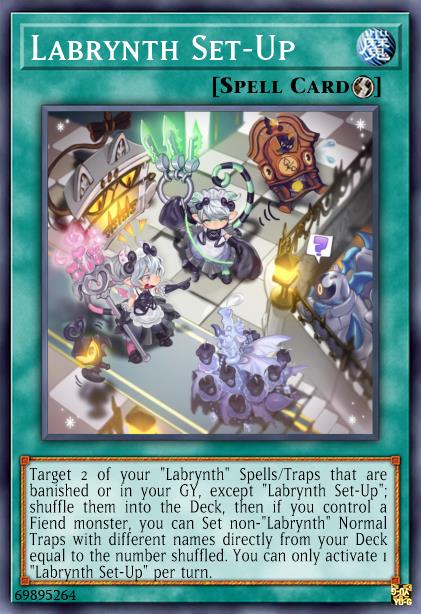 LABRYNTH SET-UP
魔
[SPELL CARD]
?
Target 2 of your "Labrynth" Spells/Traps that are
banished or in your GY, except "Labrynth Set-Up";
shuffle them into the Deck, then if you control a
Fiend monster, you can Set non-"Labrynth" Normal
Traps with different names directly from your Deck
equal to the number shuffled. You can only activate 1
"Labrynth Set-Up" per turn.
69895264